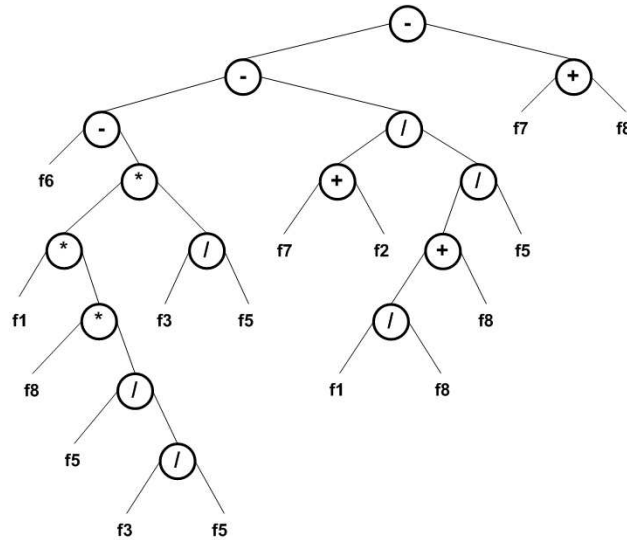 -
- +
- / f7 f8
f6 * + /
* / f7 f2 + f5
f1 * f3 f5 / f8
f8 / f1 f8
f5 /
f3 f5